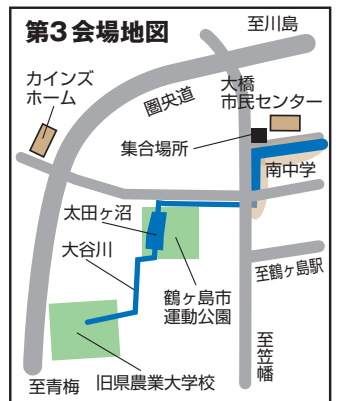 第3会場地図
至川島
カインズ
ホーム
圏央道
大橋
市民センター
集合場所
南中学
太田ヶ沼
大谷川
鶴ヶ島市
運動公園
至鶴ヶ島駅
至笠幡
至青梅
旧県農業大学校